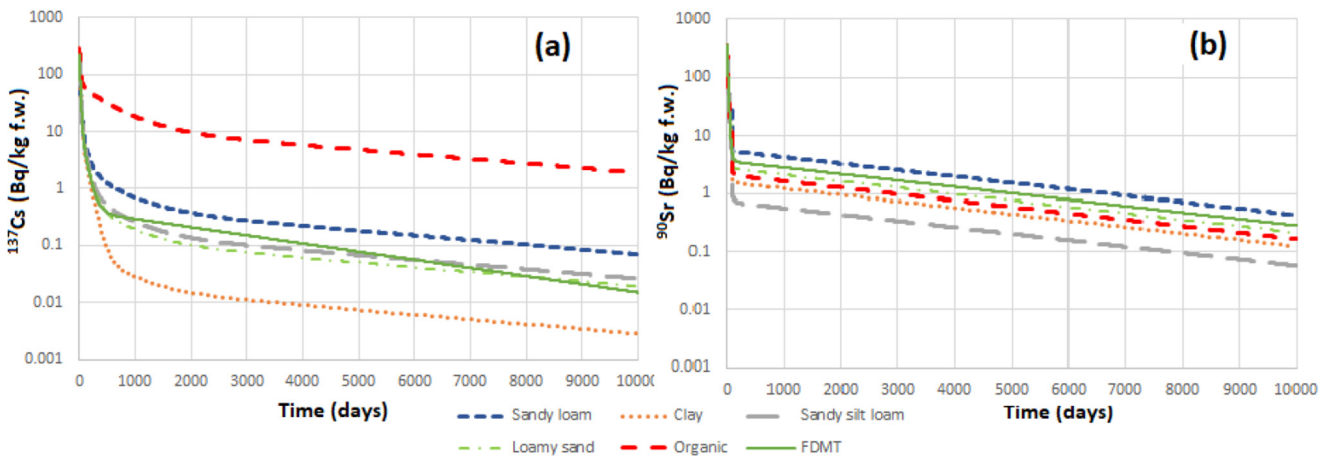 1000
100
10
1
0.1
0.01
0.001
137Cs (Bq/kg f.w.)
(a)
0 1000 2000 3000 4000 5000 6000 7000 8000 9000 10000
Time (days)
1000
100
10
1
0.1
0.01
0.001
90Sr (Bq/kg f.w.)
(b)
0 1000 2000 3000 4000 5000 6000 7000 8000 9000 10000
Time (days)
Sandy loam Clay Sandy silt loam
Loamy sand Organic FDMT